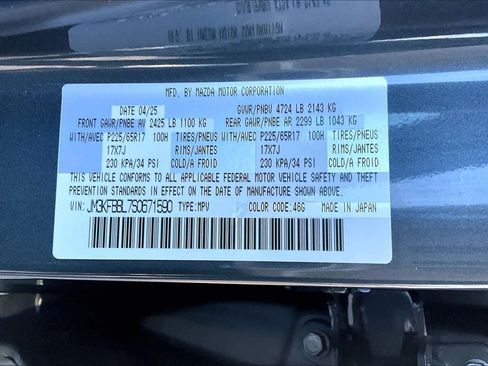 MFD. BY MAZDA MOTOR CORPORATION
DATE 04/25 GVWR/PNBV 4724 LB 2143 KG
FRONT GAWR/PNBE AV 2425 LB 1100 KG REAR GAWR/PNBE AR 2299 LB 1043 KG
WITH/AVEC P225/65R17 100H TIRES/PNEUS WITH/AVEC P225/65R17 100H TIRES/PNEUS
17X7J RIMS/JANTES 17X7J RIMS/JANTES
230 KPA/34 PSI COLD/A FROID 230 KPA/34 PSI COLD/A FROID
THIS VEHICLE CONFORMS TO ALL APPLICABLE FEDERAL MOTOR VEHICLE SAFETY AND THEFT
PREVENTION STANDARDS IN EFFECT ON THE DATE OF MANUFACTURE SHOWN ABOVE.
VIN: JM3KFBBL7S0671590 TYPE: MPV COLOR CODE: 46G MADE IN JAPAN